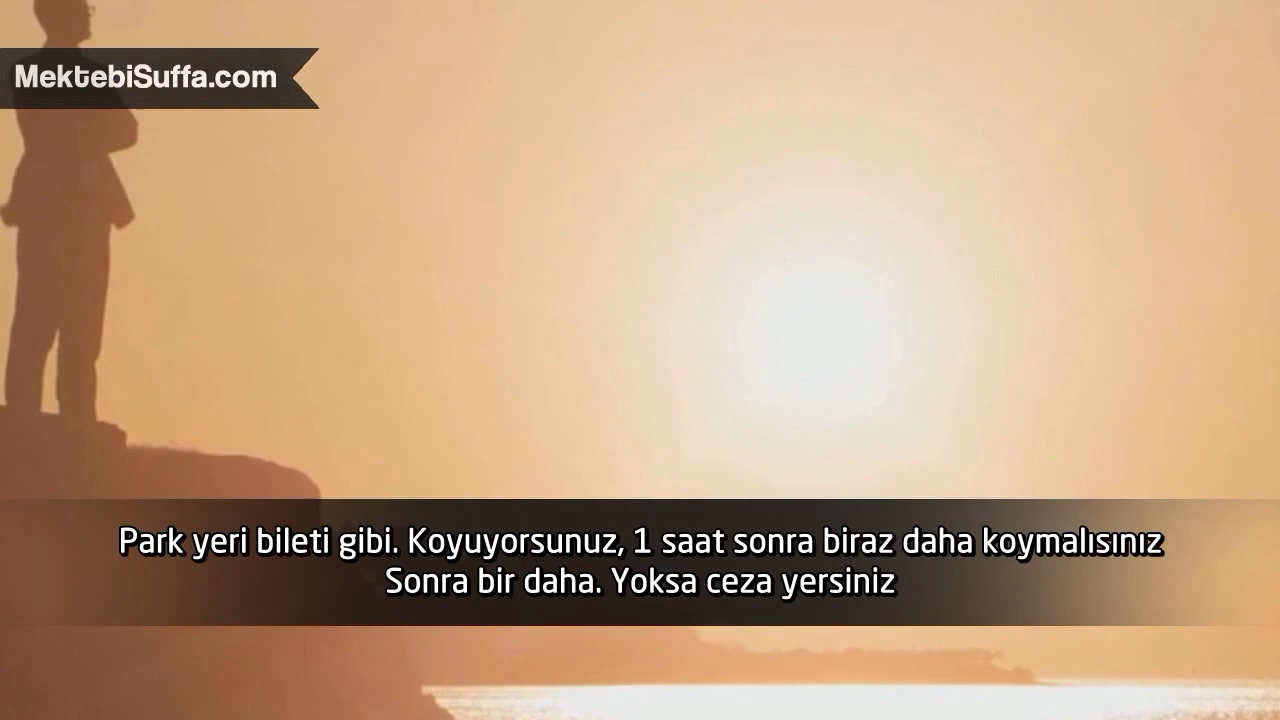 MektebiSuffa.com
Park yeri bileti gibi. Koyuyorsunuz, 1 saat sonra biraz daha koymalısınız
Sonra bir daha. Yoksa ceza yersiniz